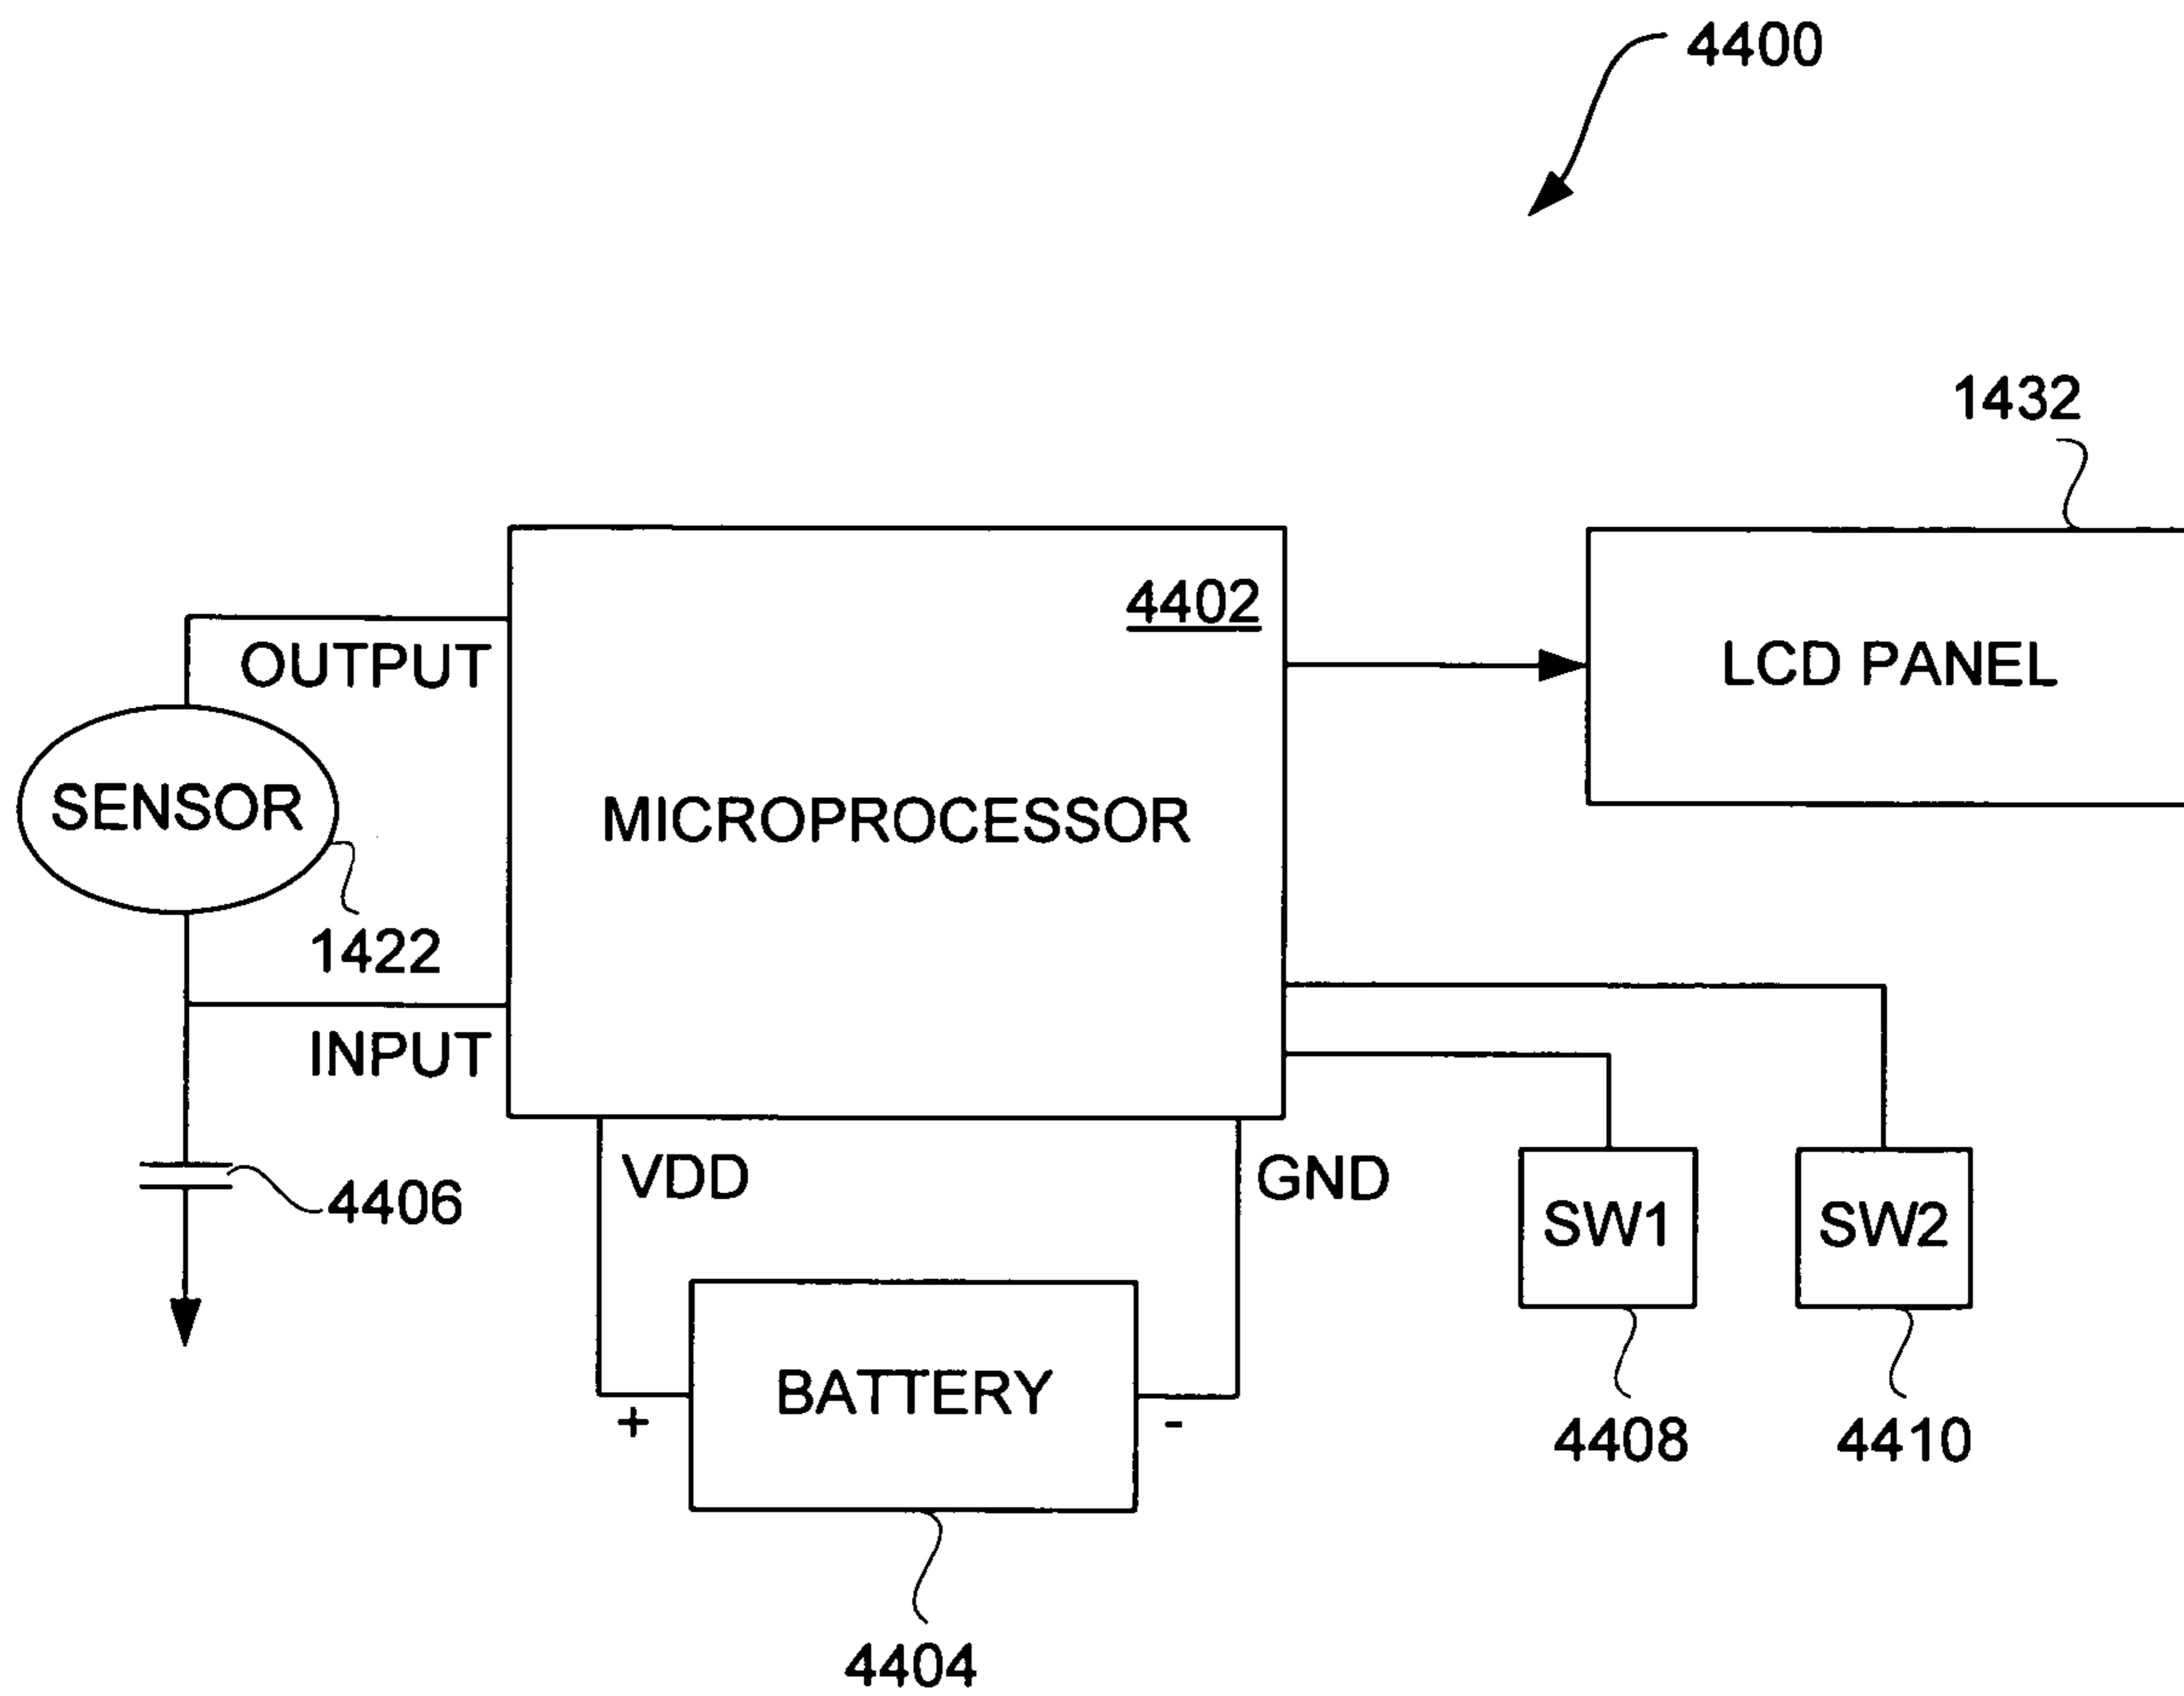 4400
1432
4402
OUTPUT
LCD PANEL
SENSOR
MICROPROCESSOR
1422
INPUT
VDD
GND
4406
SW1
SW2
BATTERY
+
-
4408
4410
4404